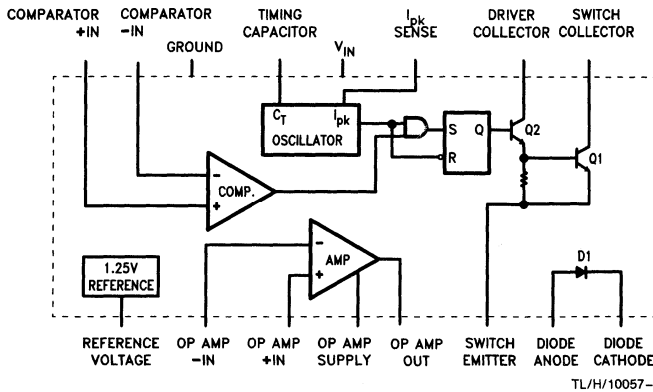 COMPARATOR
+IN
COMPARATOR
-IN
GROUND
TIMING
CAPACITOR
VIN
Ipk
SENSE
DRIVER
COLLECTOR
SWITCH
COLLECTOR
CT Ipk
OSCILLATOR
S Q
R
Q2
Q1
-
COMP.
+
-
AMP
+
1.25V
REFERENCE
D1
REFERENCE
VOLTAGE
OP AMP
-IN
OP AMP
+IN
OP AMP
SUPPLY
OP AMP
OUT
SWITCH
EMITTER
DIODE
ANODE
DIODE
CATHODE
TL/H/10057-